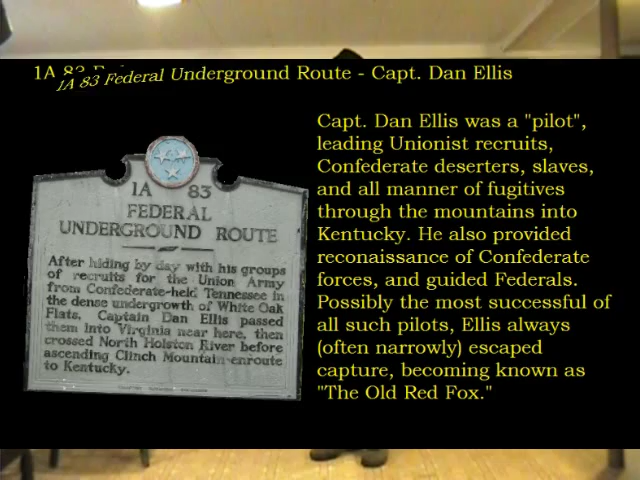 1A 83 Federal Underground Route - Capt. Dan Ellis
1A 83 Federal
Capt. Dan Ellis was a "pilot",
leading Unionist recruits,
Confederate deserters, slaves,
and all manner of fugitives
through the mountains into
Kentucky. He also provided
reconaissance of Confederate
forces, and guided Federals.
Possibly the most successful of
all such pilots, Ellis always
(often narrowly) escaped
capture, becoming known as
"The Old Red Fox."
1A 83
FEDERAL
UNDERGROUND ROUTE
After hiding by day with his groups
of recruits for the Union Army
from Confederate-held Tennessee in
the dense undergrowth of White Oak
Flats, Captain Dan Ellis passed
them into Virginia near here, then
crossed North Holston River before
ascending Clinch Mountain enroute
to Kentucky.